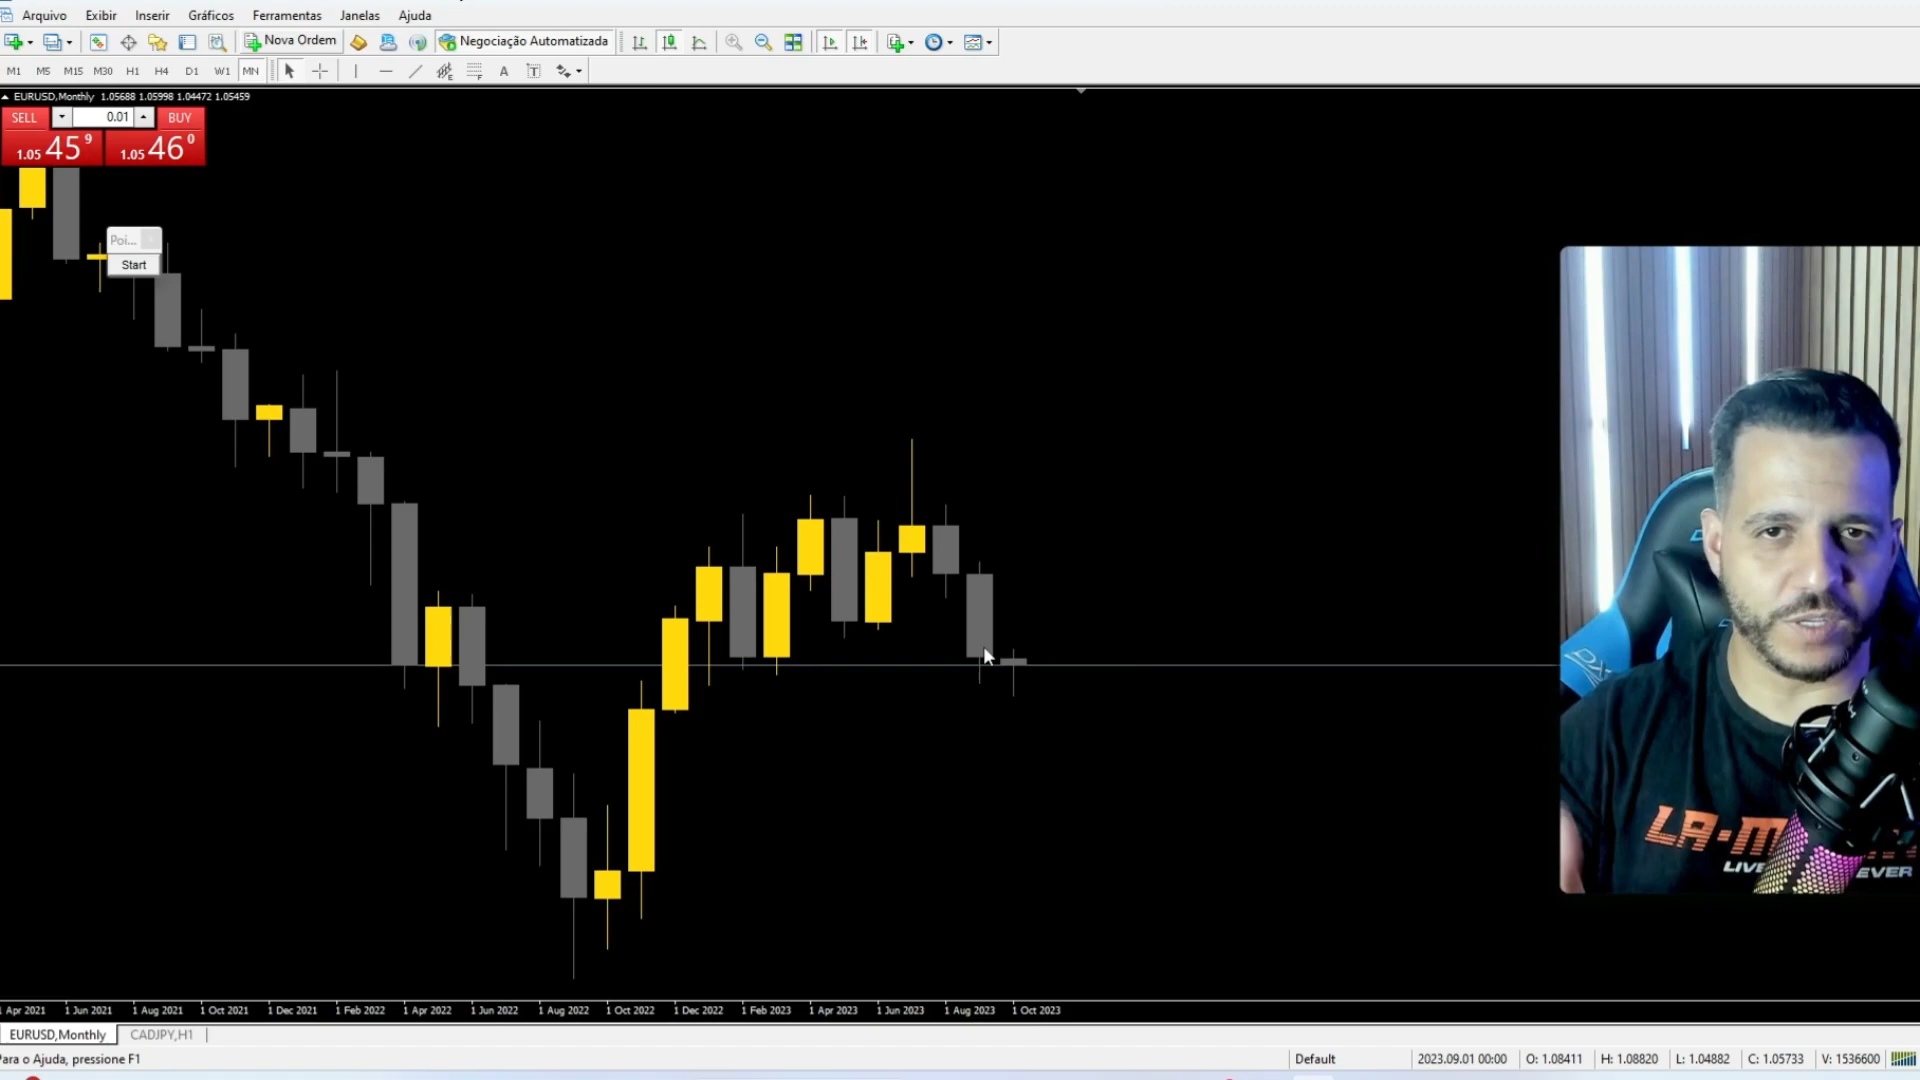 Arquivo Exibir Inserir Gráficos Ferramentas Janelas Ajuda
Nova Ordem Negociação Automatizada
M1 M5 M15 M30 H1 H4 D1 W1 MN A T
EURUSD,Monthly 1.05688 1.05998 1.04472 1.05459
SELL 0.01 BUY
1.05 45 9 1.05 46 0
Poi...
Start
LA-M
LIVE EVER
1 Apr 2021 1 Jun 2021 1 Aug 2021 1 Oct 2021 1 Dec 2021 1 Feb 2022 1 Apr 2022 1 Jun 2022 1 Aug 2022 1 Oct 2022 1 Dec 2022 1 Feb 2023 1 Apr 2023 1 Jun 2023 1 Aug 2023 1 Oct 2023
EURUSD,Monthly CADJPY,H1
Para o Ajuda, pressione F1 Default 2023.09.01 00:00 O: 1.08411 H: 1.08820 L: 1.04882 C: 1.05733 V: 1536600